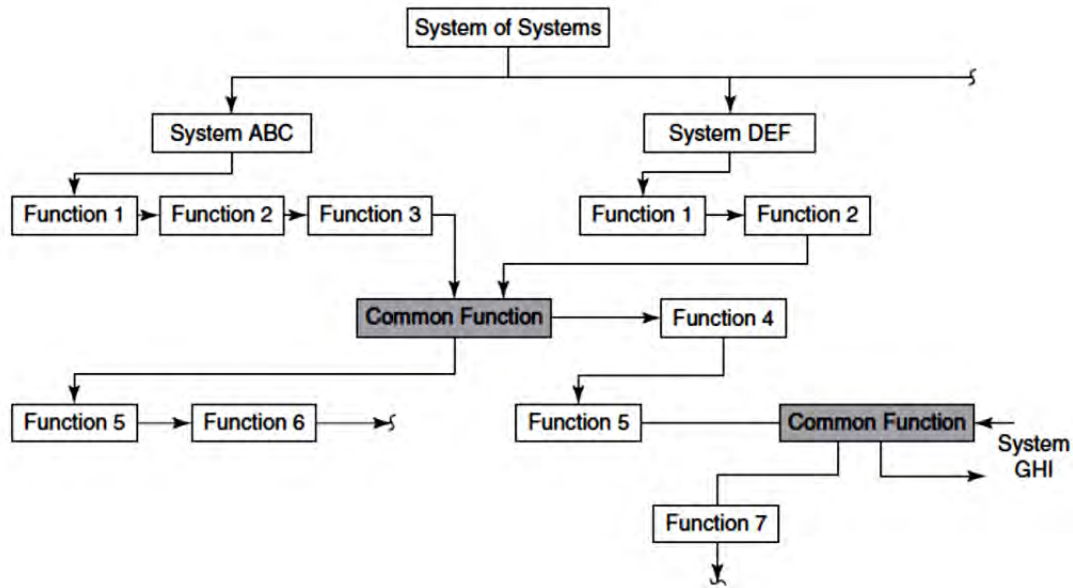 System of Systems
System ABC
System DEF
Function 1
Function 2
Function 3
Function 1
Function 2
Common Function
Function 4
Function 5
Function 6
Function 5
Common Function
System
GHI
Function 7